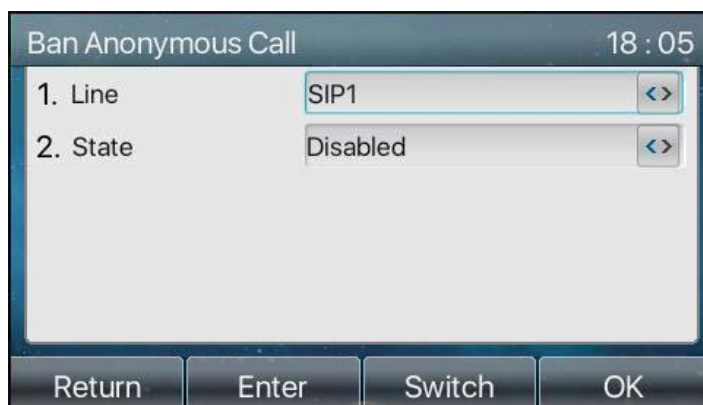 Ban Anonymous Call 18:05
1. Line SIP1
2. State Disabled
Return Enter Switch OK